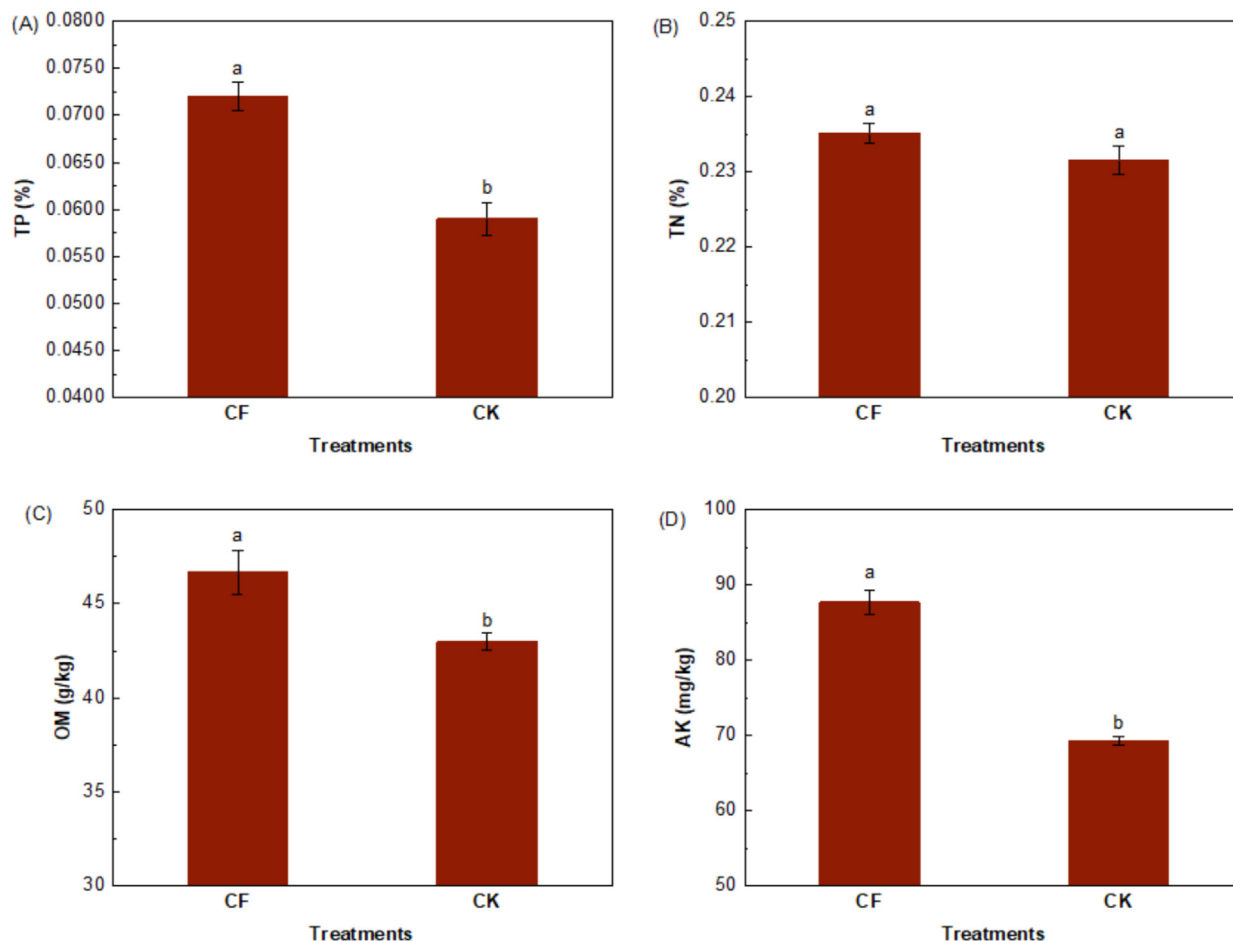 (A)
TP (%)
0.0800
0.0750
0.0700
0.0650
0.0600
0.0550
0.0500
0.0450
0.0400
a
b
CF
CK
Treatments
(B)
TN (%)
0.25
0.24
0.23
0.22
0.21
0.20
a
a
CF
CK
Treatments
(C)
OM (g/kg)
50
45
40
35
30
a
b
CF
CK
Treatments
(D)
AK (mg/kg)
100
90
80
70
60
50
a
b
CF
CK
Treatments